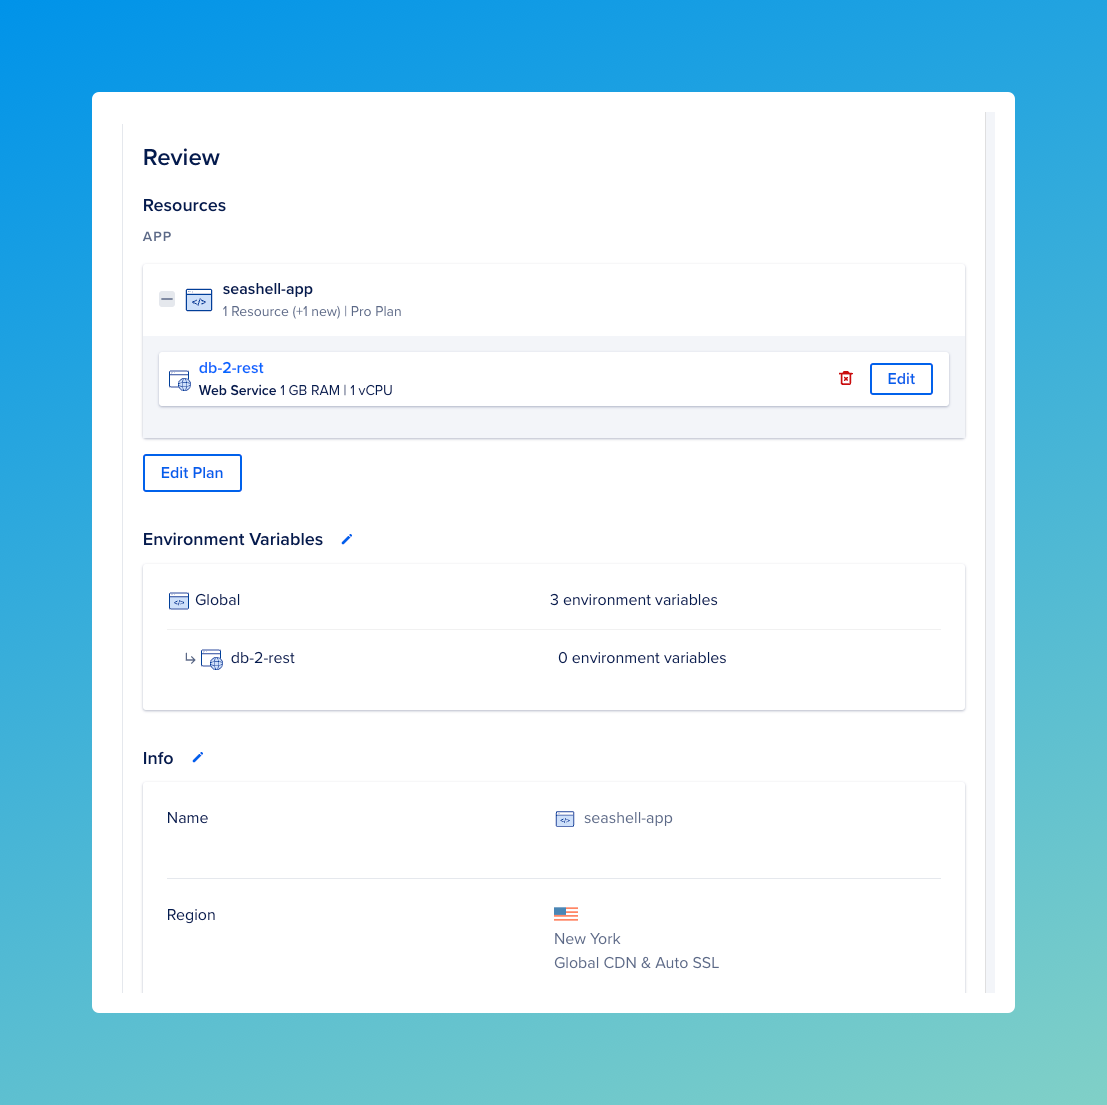 Review
Resources
APP
seashell-app
1 Resource (+1 new) | Pro Plan
db-2-rest
Web Service 1 GB RAM | 1 vCPU
Edit
Edit Plan
Environment Variables
Global
3 environment variables
db-2-rest
0 environment variables
Info
Name
seashell-app
Region
New York
Global CDN & Auto SSL